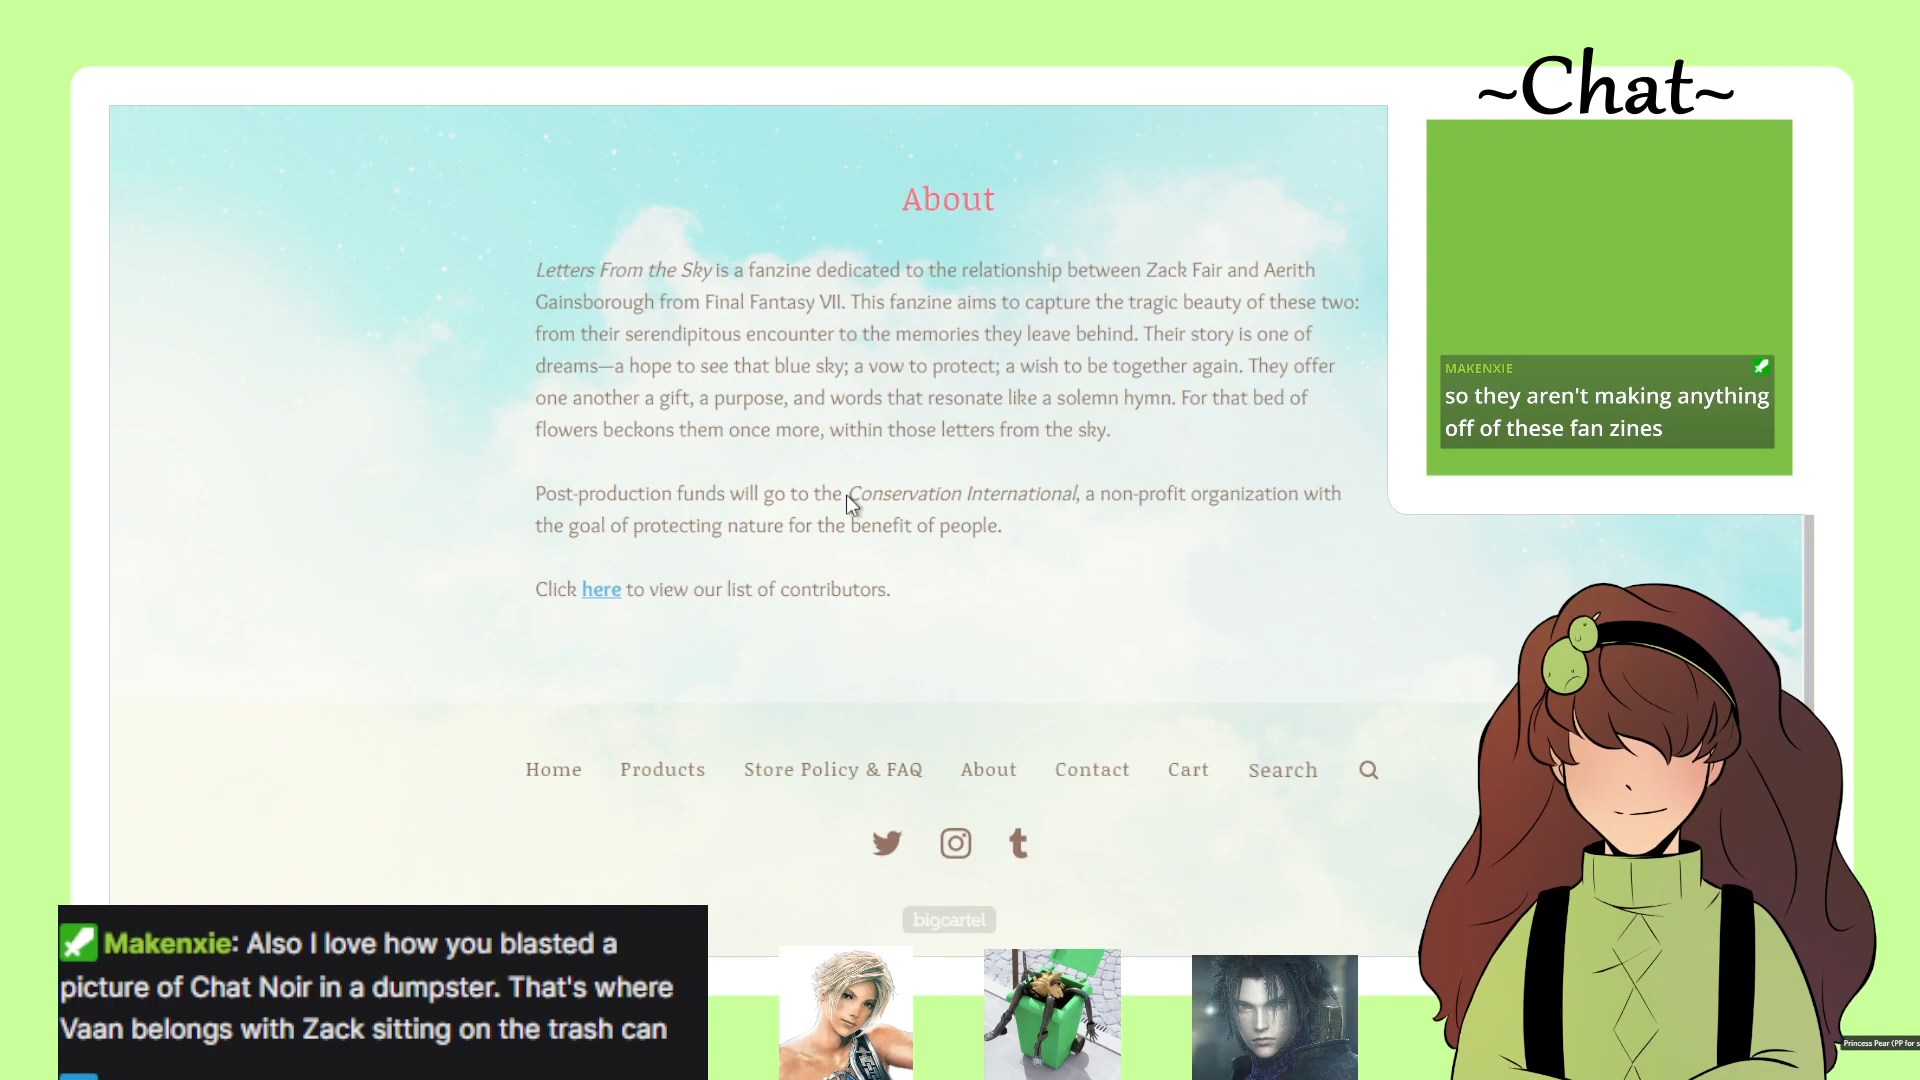 ~Chat~
About
Letters From the Sky is a fanzine dedicated to the relationship between Zack Fair and Aerith
Gainsborough from Final Fantasy VII. This fanzine aims to capture the tragic beauty of these two:
from their serendipitous encounter to the memories they leave behind. Their story is one of
dreams—a hope to see that blue sky; a vow to protect; a wish to be together again. They offer
one another a gift, a purpose, and words that resonate like a solemn hymn. For that bed of
flowers beckons them once more, within those letters from the sky.
Post-production funds will go to the Conservation International, a non-profit organization with
the goal of protecting nature for the benefit of people.
Click here to view our list of contributors.
MAKENXIE
so they aren't making anything
off of these fan zines
Home Products Store Policy & FAQ About Contact Cart Search
bigcartel
Makenxie: Also I love how you blasted a
picture of Chat Noir in a dumpster. That's where
Vaan belongs with Zack sitting on the trash can
Princess Pear (PP for s